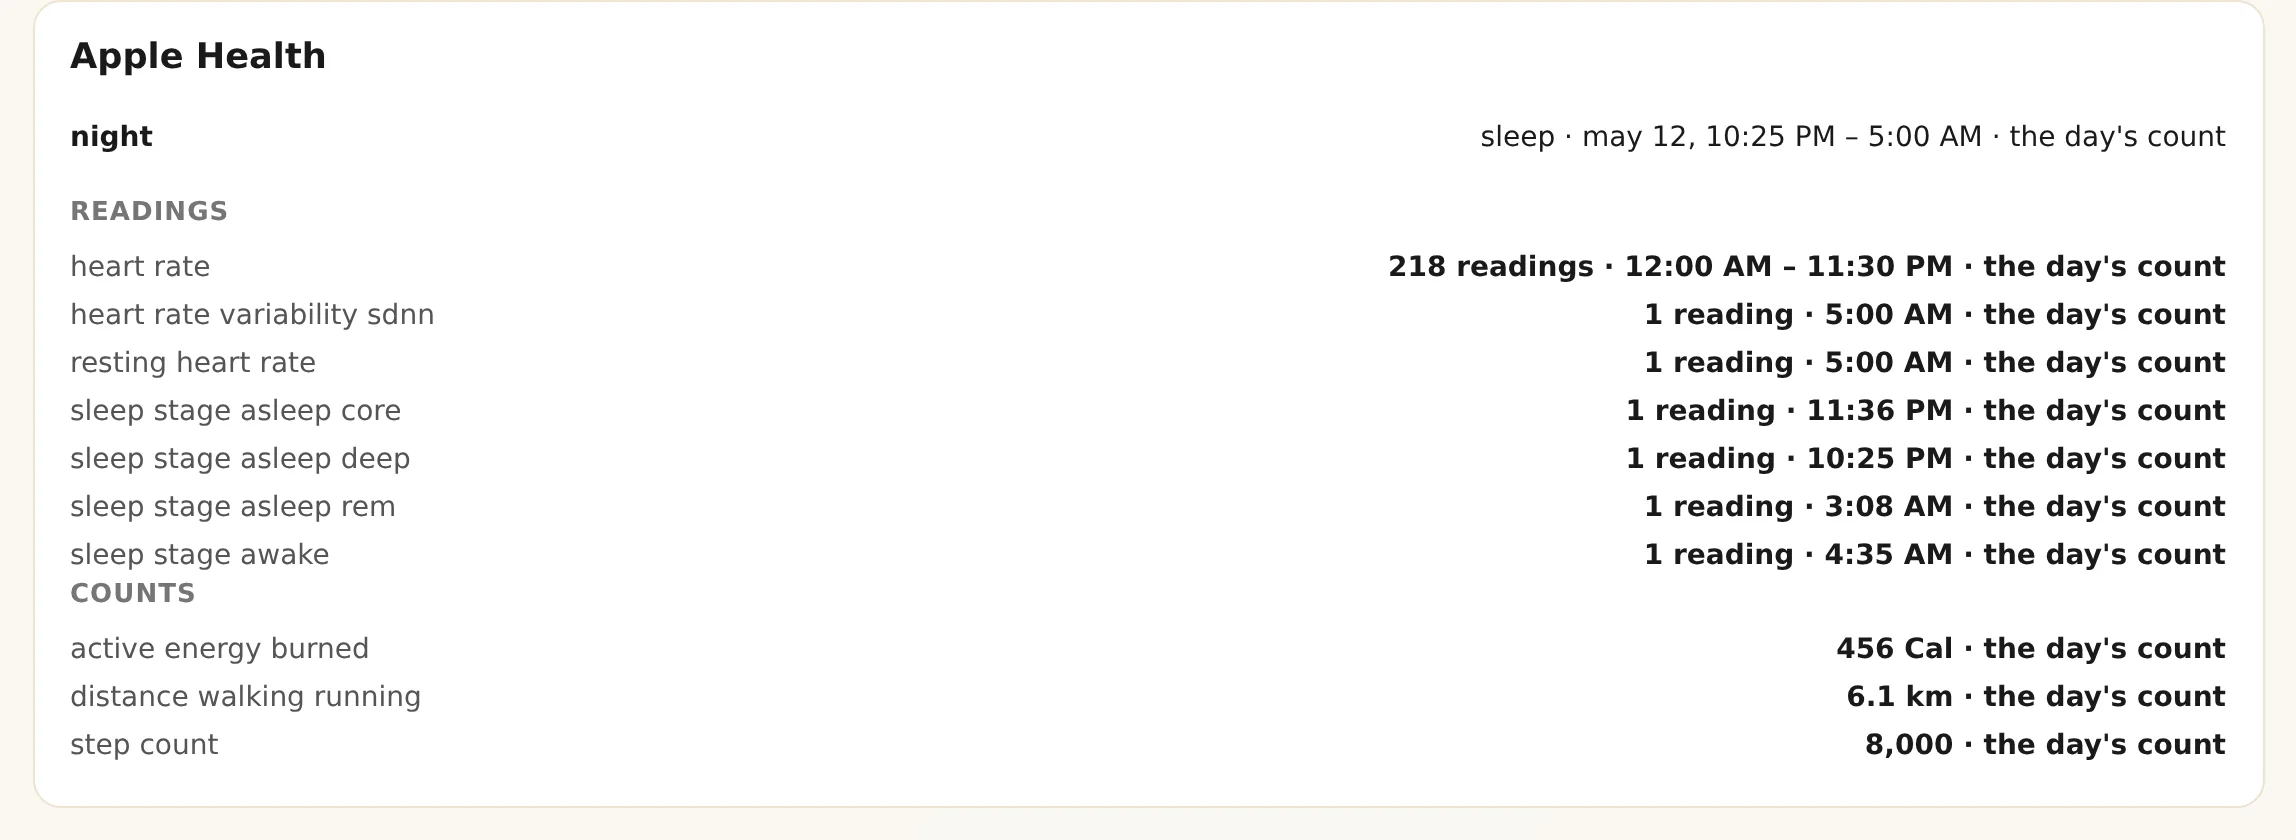 Apple Health
night sleep · may 12, 10:25 PM – 5:00 AM · the day's count
READINGS
heart rate 218 readings · 12:00 AM – 11:30 PM · the day's count
heart rate variability sdnn 1 reading · 5:00 AM · the day's count
resting heart rate 1 reading · 5:00 AM · the day's count
sleep stage asleep core 1 reading · 11:36 PM · the day's count
sleep stage asleep deep 1 reading · 10:25 PM · the day's count
sleep stage asleep rem 1 reading · 3:08 AM · the day's count
sleep stage awake 1 reading · 4:35 AM · the day's count
COUNTS
active energy burned 456 Cal · the day's count
distance walking running 6.1 km · the day's count
step count 8,000 · the day's count